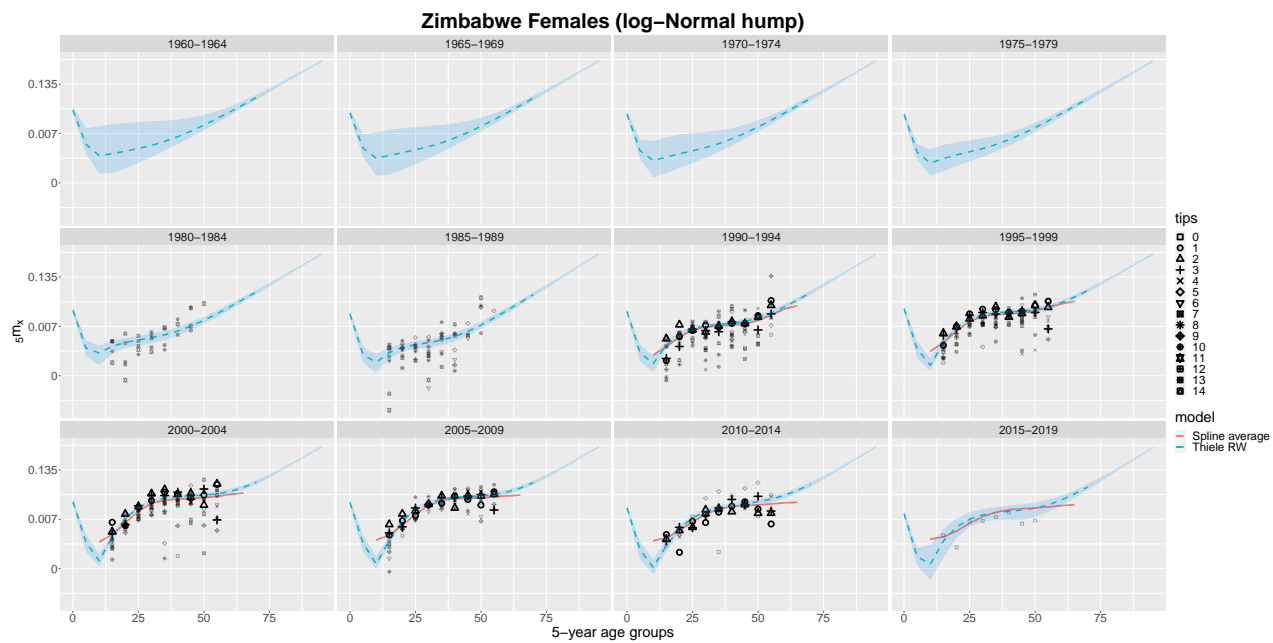 Zimbabwe Females (log−Normal hump)
1960−1964 1965−1969 1970−1974 1975−1979
0.135
0.007
0
1980−1984 1985−1989 1990−1994 1995−1999
0.135
0.007
0
2000−2004 2005−2009 2010−2014 2015−2019
0.135
0.007
0
0 25 50 75 0 25 50 75 0 25 50 75 0 25 50 75
5−year age groups
5mx
tips
0
1
2
3
4
5
6
7
8
9
10
11
12
13
14
model
Spline average
Thiele RW